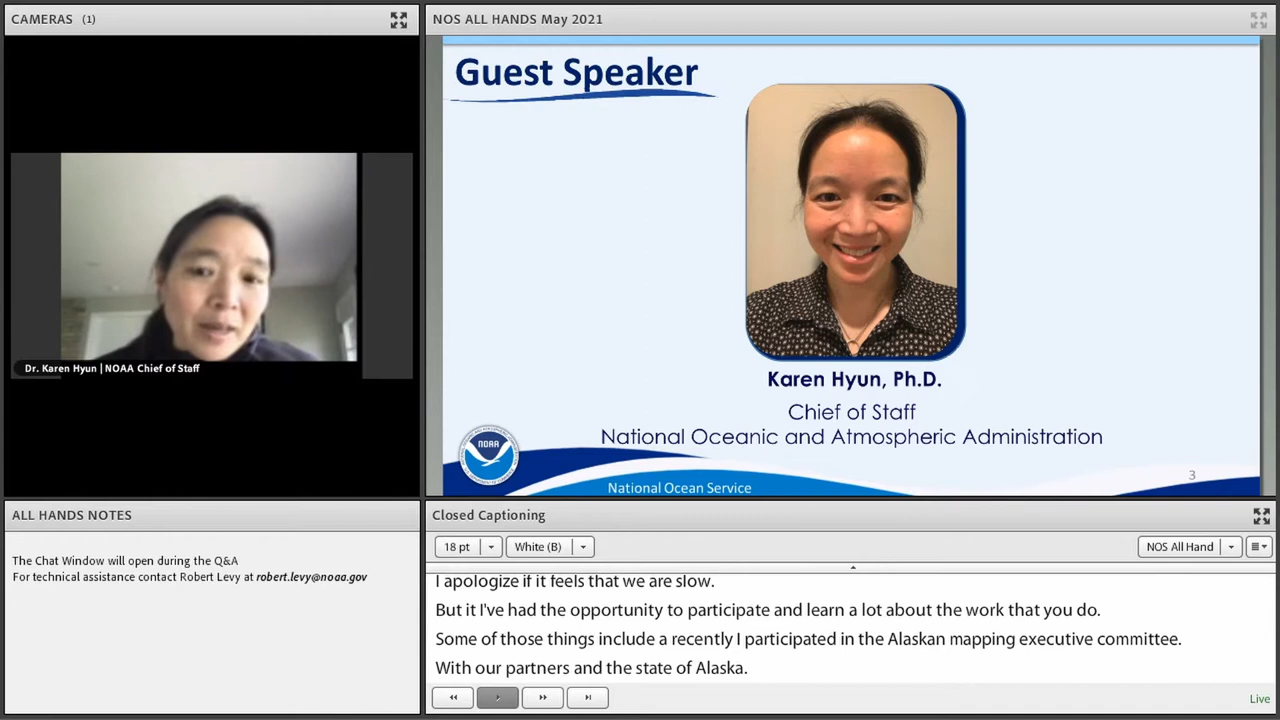 CAMERAS (1)
Dr. Karen Hyun | NOAA Chief of Staff
NOS ALL HANDS May 2021
Guest Speaker
Karen Hyun, Ph.D.
Chief of Staff
National Oceanic and Atmospheric Administration
NOAA
National Ocean Service
3
ALL HANDS NOTES
The Chat Window will open during the Q&A
For technical assistance contact Robert Levy at robert.levy@noaa.gov
Closed Captioning
18 pt
White (B)
NOS All Hand
I apologize if it feels that we are slow.
But it I've had the opportunity to participate and learn a lot about the work that you do.
Some of those things include a recently I participated in the Alaskan mapping executive committee.
With our partners and the state of Alaska.
Live